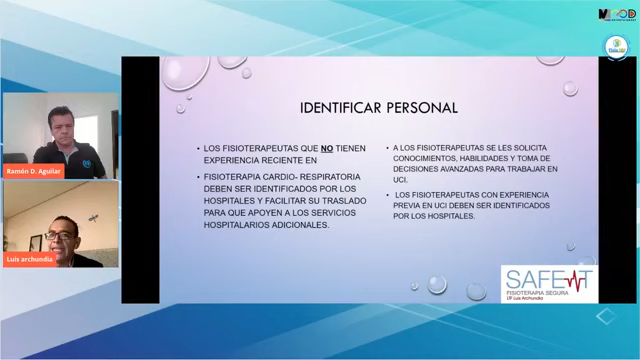 IDENTIFICAR PERSONAL
• LOS FISIOTERAPEUTAS QUE NO TIENEN
EXPERIENCIA RECIENTE EN
• FISIOTERAPIA CARDIO- RESPIRATORIA
DEBEN SER IDENTIFICADOS POR LOS
HOSPITALES Y FACILITAR SU TRASLADO
PARA QUE APOYEN A LOS SERVICIOS
HOSPITALARIOS ADICIONALES.
• A LOS FISIOTERAPEUTAS SE LES SOLICITA
CONOCIMIENTOS, HABILIDADES Y TOMA DE
DECISIONES AVANZADAS PARA TRABAJAR EN
UCI.
• LOS FISIOTERAPEUTAS CON EXPERIENCIA
PREVIA EN UCI DEBEN SER IDENTIFICADOS
POR LOS HOSPITALES.
Ramón D. Aguilar
Luis archundia
FISIOTERAPIA SEGURA
LTF Luis Archundia